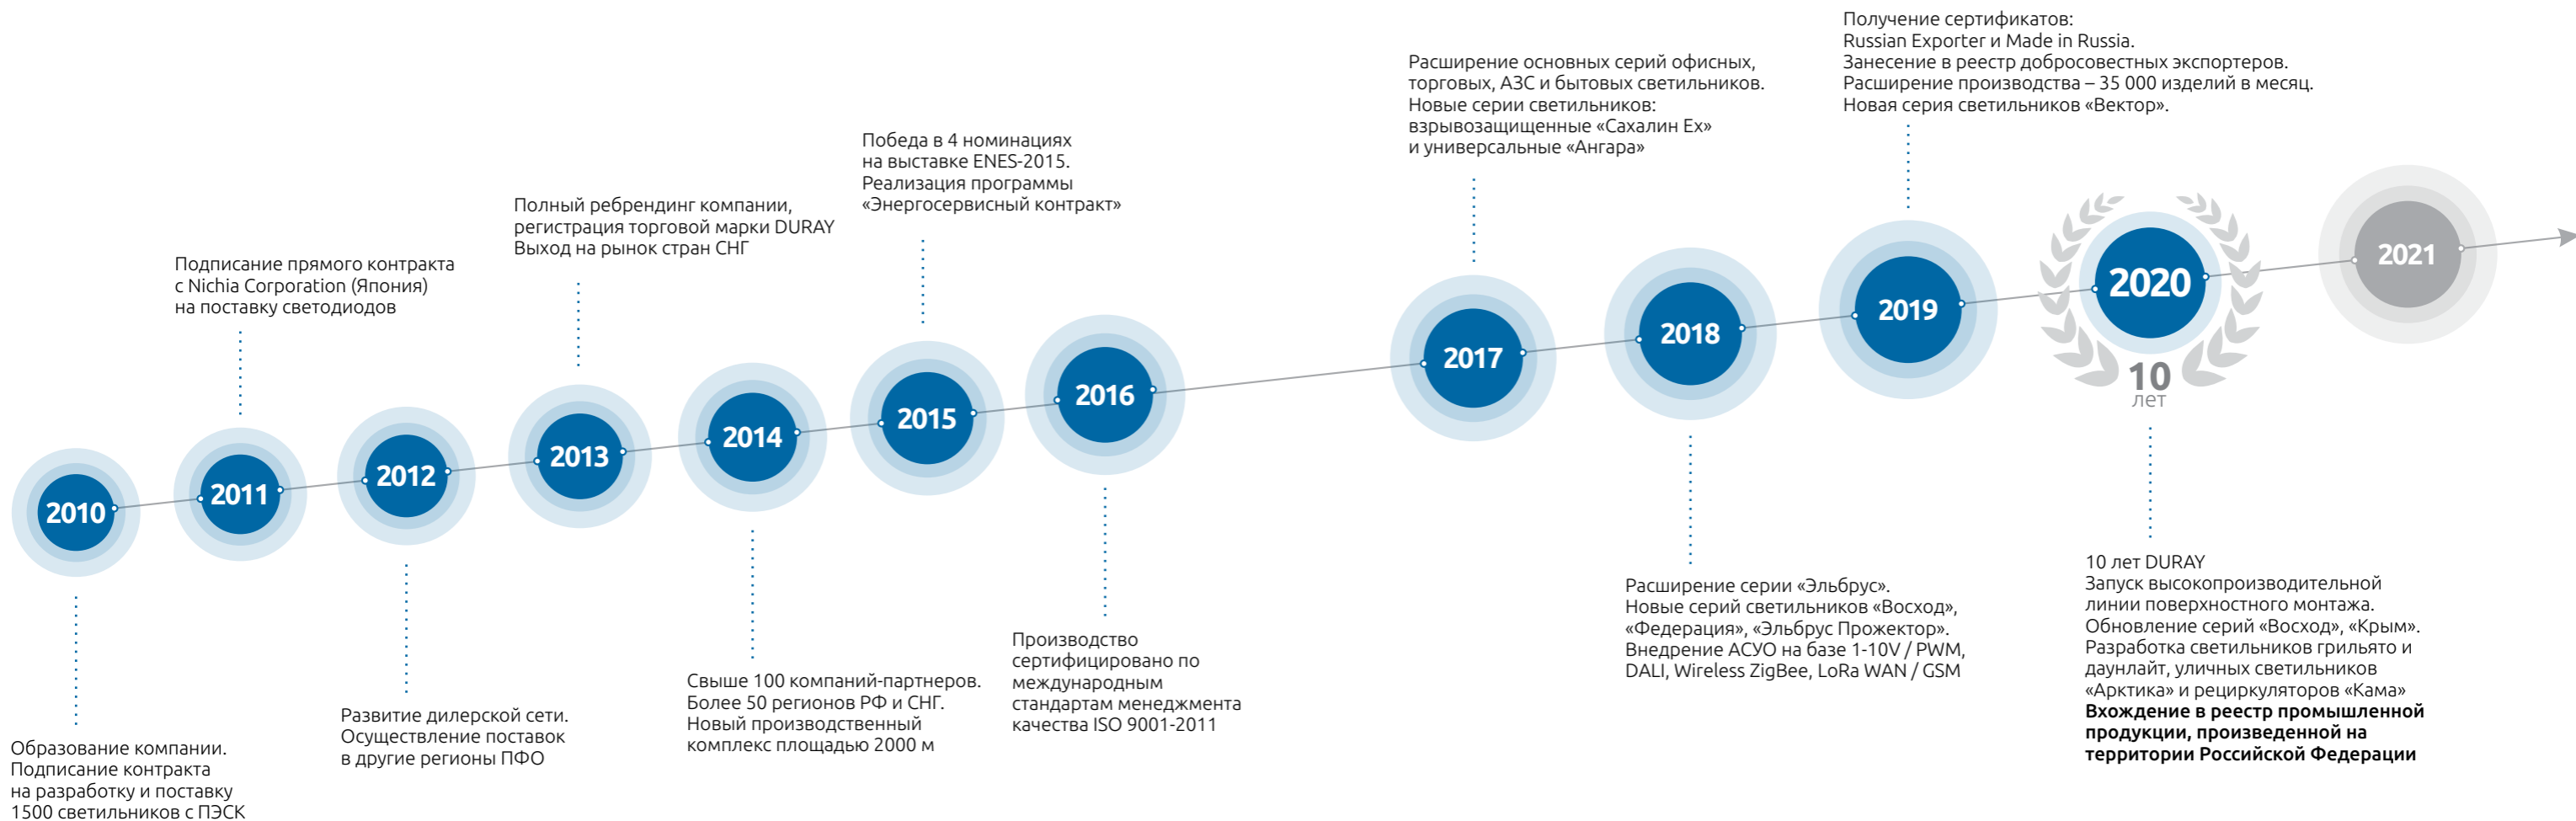 2010
Образование компании.
Подписание контракта
на разработку и поставку
1500 светильников с ПЭСК
Подписание прямого контракта
с Nichia Corporation (Япония)
на поставку светодиодов
2011
2012
Развитие дилерской сети.
Осуществление поставок
в другие регионы ПФО
Полный ребрендинг компании,
регистрация торговой марки DURAY
Выход на рынок стран СНГ
2013
2014
Свыше 100 компаний-партнеров.
Более 50 регионов РФ и СНГ.
Новый производственный
комплекс площадью 2000 м
Победа в 4 номинациях
на выставке ENES-2015.
Реализация программы
«Энергосервисный контракт»
2015
2016
Производство
сертифицировано по
международным
стандартам менеджмента
качества ISO 9001-2011
Расширение основных серий офисных,
торговых, АЗС и бытовых светильников.
Новые серии светильников:
взрывозащищенные «Сахалин Ex»
и универсальные «Ангара»
2017
2018
Расширение серии «Эльбрус».
Новые серий светильников «Восход»,
«Федерация», «Эльбрус Прожектор».
Внедрение АСУО на базе 1-10V / PWM,
DALI, Wireless ZigBee, LoRa WAN / GSM
Получение сертификатов:
Russian Exporter и Made in Russia.
Занесение в реестр добросовестных экспортеров.
Расширение производства – 35 000 изделий в месяц.
Новая серия светильников «Вектор».
2019
2020
10
лет
10 лет DURAY
Запуск высокопроизводительной
линии поверхностного монтажа.
Обновление серий «Восход», «Крым».
Разработка светильников грильято и
даунлайт, уличных светильников
«Арктика» и рециркуляторов «Кама»
Вхождение в реестр промышленной
продукции, произведенной на
территории Российской Федерации
2021